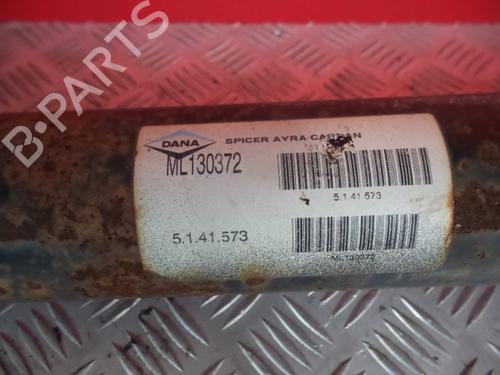 B-PARTS
DANA
SPICER AYRA CARDAN
ML130372
5.1.41.573
5.1.41.573
ML130372